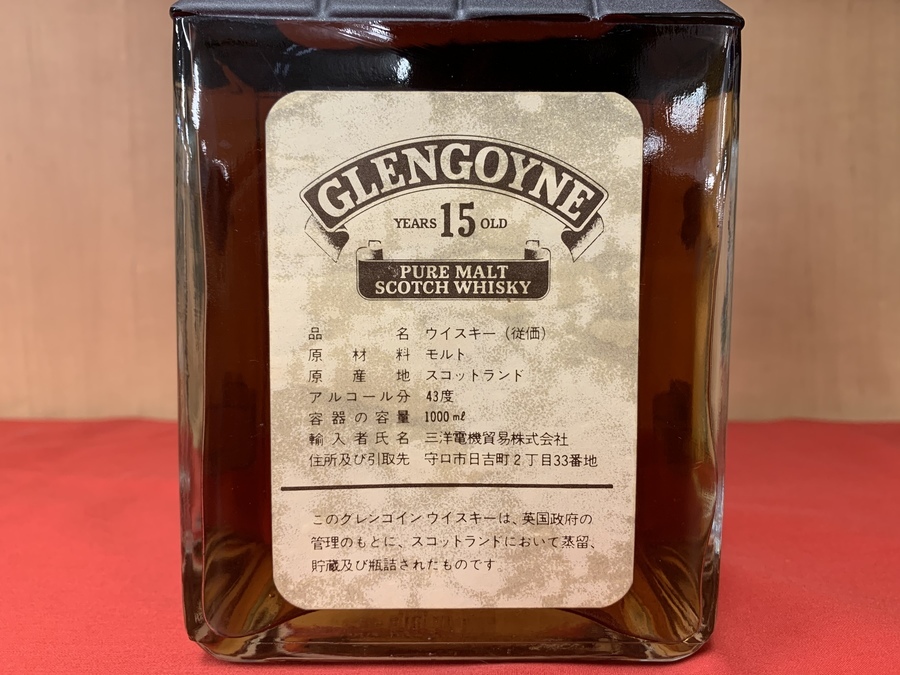 GLENGOYNE
YEARS 15 OLD
PURE MALT
SCOTCH WHISKY
品名 ウイスキー（従価）
原材料 モルト
原産地 スコットランド
アルコール分 43度
容器の容量 1000mℓ
輸入者氏名 三洋電機貿易株式会社
住所及び引取先 守口市日吉町2丁目33番地
このグレンコインウイスキーは、英国政府の
管理のもとに、スコットランドにおいて蒸留、
貯蔵及び瓶詰されたものです